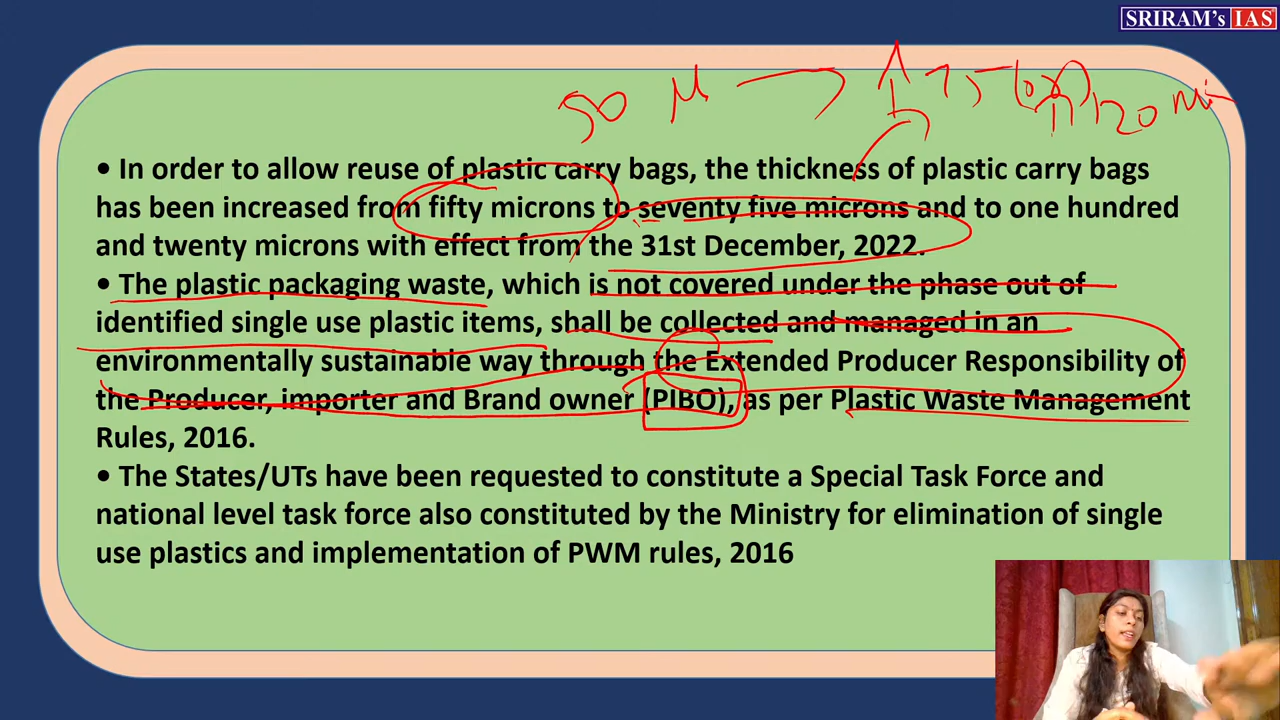 SRIRAM's IAS
50 μ → 75 (or) 120 Mi
• In order to allow reuse of plastic carry bags, the thickness of plastic carry bags
has been increased from fifty microns to seventy five microns and to one hundred
and twenty microns with effect from the 31st December, 2022.
• The plastic packaging waste, which is not covered under the phase out of
identified single use plastic items, shall be collected and managed in an
environmentally sustainable way through the Extended Producer Responsibility of
the Producer, importer and Brand owner (PIBO), as per Plastic Waste Management
Rules, 2016.
• The States/UTs have been requested to constitute a Special Task Force and
national level task force also constituted by the Ministry for elimination of single
use plastics and implementation of PWM rules, 2016